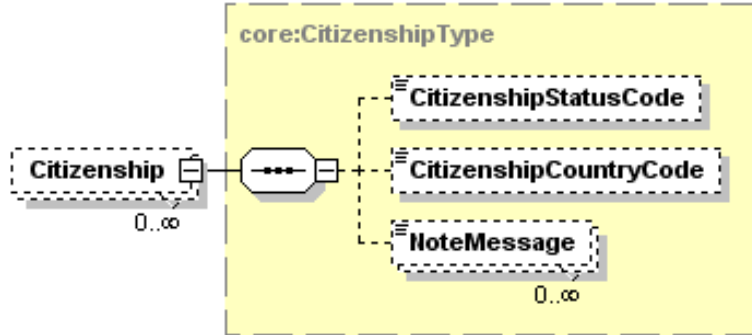 core:CitizenshipType
CitizenshipStatusCode
Citizenship
CitizenshipCountryCode
0..∞
NoteMessage
0..∞